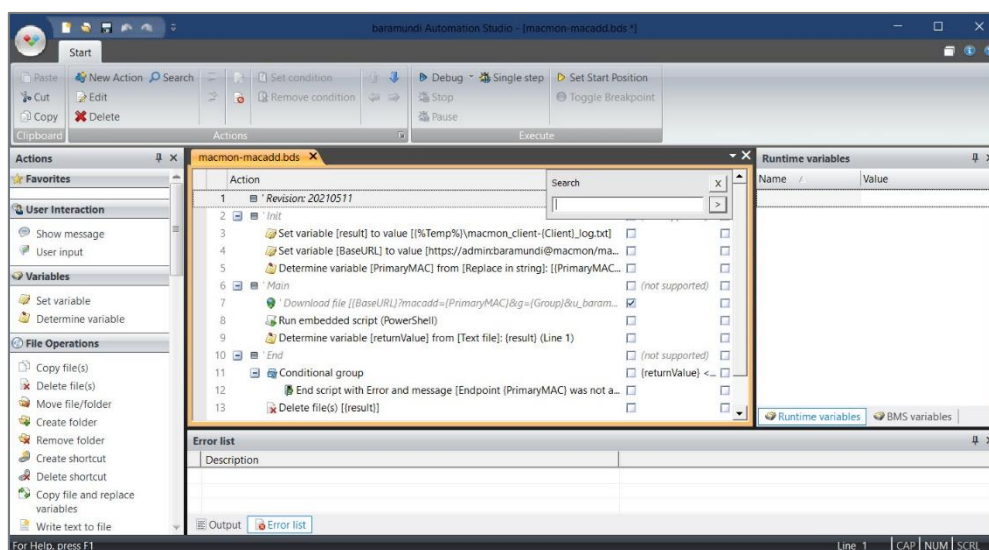 baramundi Automation Studio - [macmon-macadd.bds *]
Start
Paste New Action Search Set condition Debug Single step Set Start Position
Cut Edit Remove condition Stop Toggle Breakpoint
Copy Delete Pause
Clipboard Actions Execute
Actions
Favorites
User Interaction
Show message
User input
Variables
Set variable
Determine variable
File Operations
Copy file(s)
Delete file(s)
Move file/folder
Create folder
Remove folder
Create shortcut
Delete shortcut
Copy file and replace
variables
Write text to file
macmon-macadd.bds
Action
Search
>
1 ' Revision: 20210511
2 ' Init
3 Set variable [result] to value [{%Temp%}\macmon_client-{Client}_log.txt]
4 Set variable [BaseURL] to value [https://admin:baramundi@macmon/ma...
5 Determine variable [PrimaryMAC] from [Replace in string]: [{PrimaryMAC...
6 ' Main (not supported)
7 ' Download file [{BaseURL}?macadd={PrimaryMAC}&g={Group}&u_baram...
8 Run embedded script (PowerShell)
9 Determine variable [returnValue] from [Text file]: {result} (Line 1)
10 ' End (not supported)
11 Conditional group {returnValue} <...
12 End script with Error and message [Endpoint {PrimaryMAC} was not a...
13 Delete file(s) [{result}]
Runtime variables
Name Value
Runtime variables BMS variables
Error list
Description
Output Error list
For Help, press F1 Line 1 CAP NUM SCRL